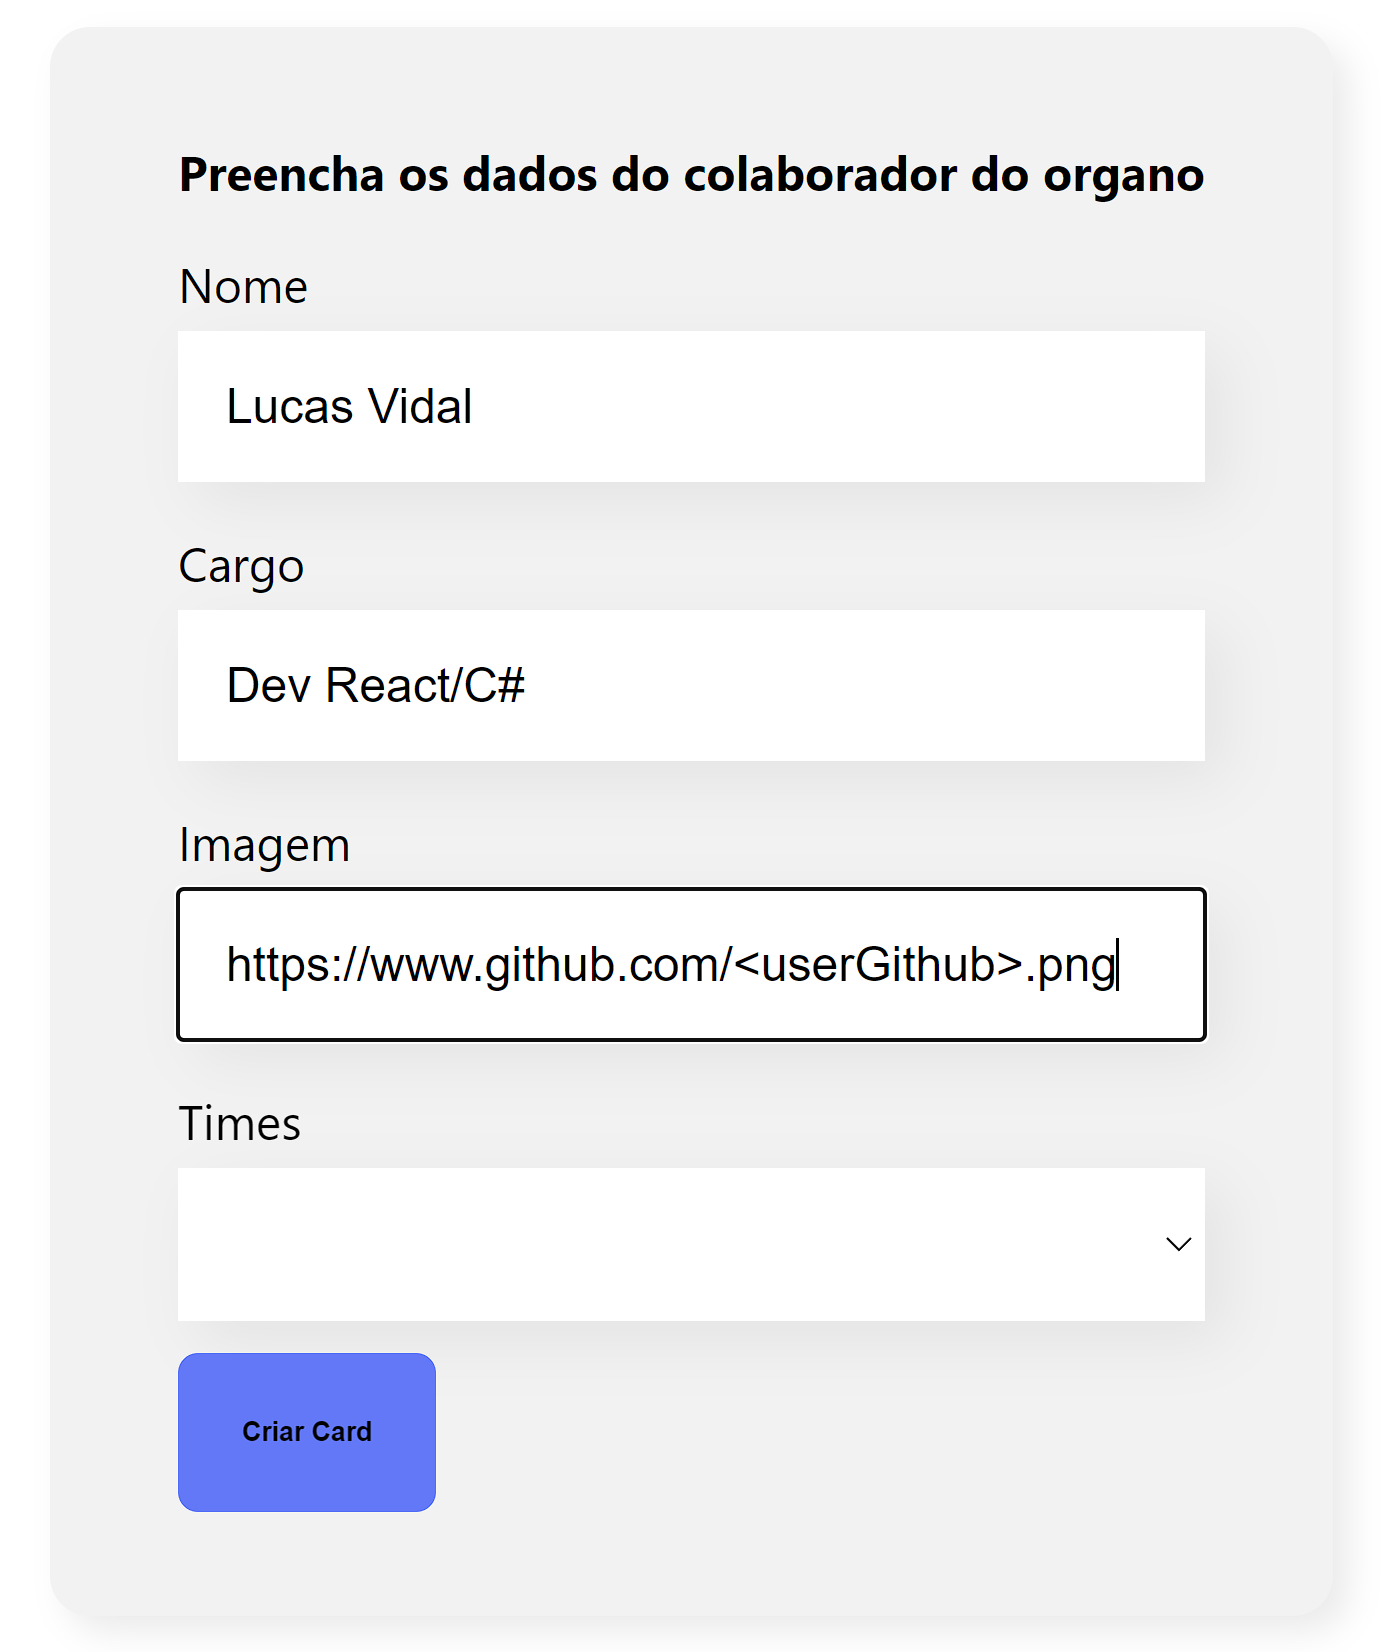 Preencha os dados do colaborador do organo
Nome
Lucas Vidal
Cargo
Dev React/C#
Imagem
https://www.github.com/<userGithub>.png
Times
Criar Card